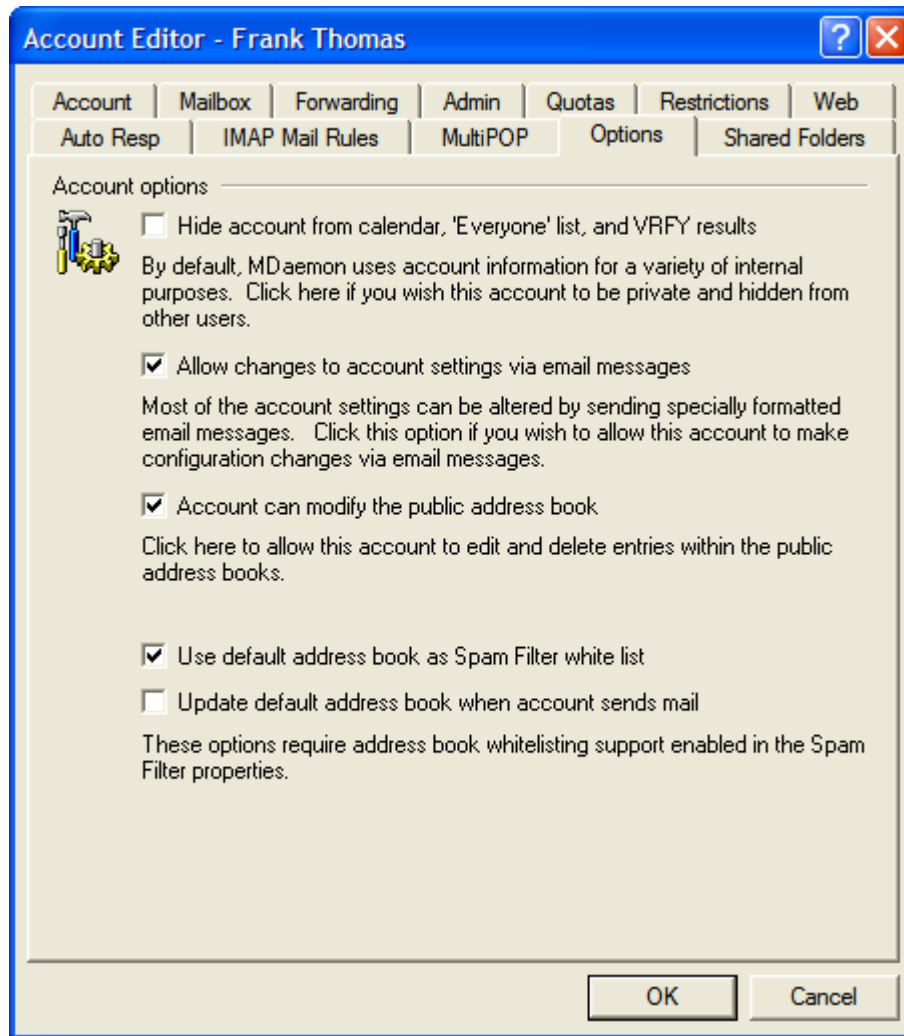 Account Editor - Frank Thomas
Account
Mailbox
Forwarding
Admin
Quotas
Restrictions
Web
Auto Resp
IMAP Mail Rules
MultiPOP
Options
Shared Folders
Account options
Hide account from calendar, 'Everyone' list, and VRFY results
By default, MDaemon uses account information for a variety of internal
purposes.  Click here if you wish this account to be private and hidden from
other users.
Allow changes to account settings via email messages
Most of the account settings can be altered by sending specially formatted
email messages.   Click this option if you wish to allow this account to make
configuration changes via email messages.
Account can modify the public address book
Click here to allow this account to edit and delete entries within the public
address books.
Use default address book as Spam Filter white list
Update default address book when account sends mail
These options require address book whitelisting support enabled in the Spam
Filter properties.
OK
Cancel